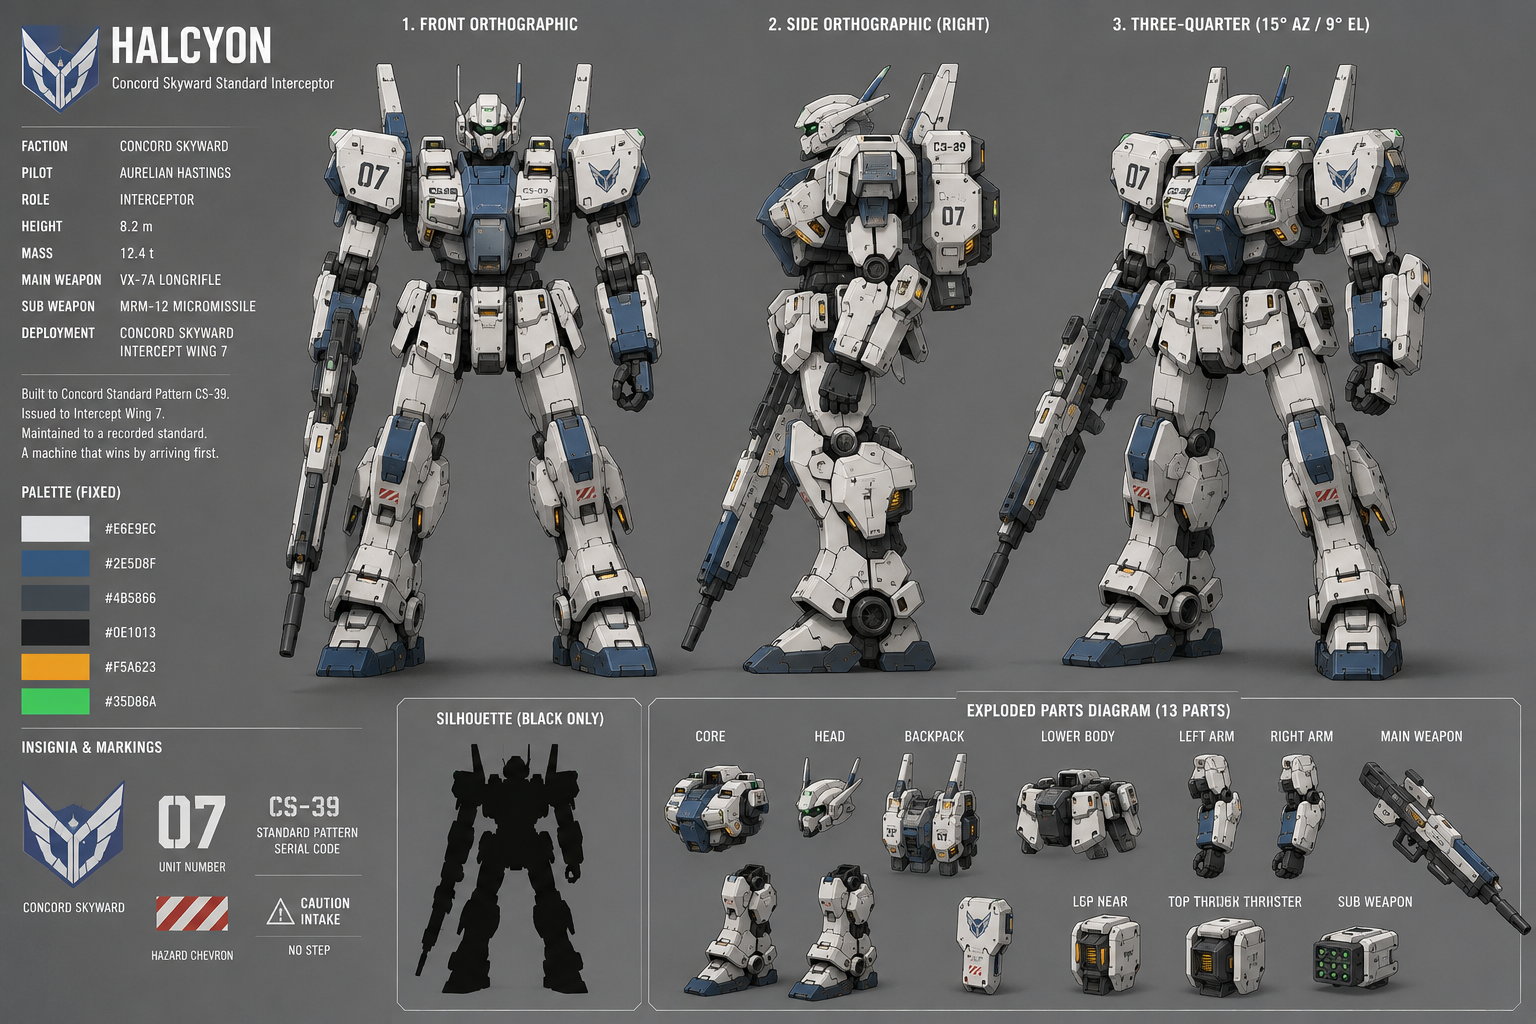 HALCYON
Concord Skyward Standard Interceptor
FACTION CONCORD SKYWARD
PILOT AURELIAN HASTINGS
ROLE INTERCEPTOR
HEIGHT 8.2 m
MASS 12.4 t
MAIN WEAPON VX-7A LONGRIFLE
SUB WEAPON MRM-12 MICROMISSILE
DEPLOYMENT CONCORD SKYWARD
INTERCEPT WING 7
Built to Concord Standard Pattern CS-39.
Issued to Intercept Wing 7.
Maintained to a recorded standard.
A machine that wins by arriving first.
PALETTE (FIXED)
#E6E9EC
#2E5D8F
#4B5866
#0E1013
#F5A623
#35D86A
INSIGNIA & MARKINGS
CONCORD SKYWARD
07
UNIT NUMBER
HAZARD CHEVRON
CS-39
STANDARD PATTERN
SERIAL CODE
CAUTION
INTAKE
NO STEP
1. FRONT ORTHOGRAPHIC
07
2. SIDE ORTHOGRAPHIC (RIGHT)
CS-39
07
3. THREE-QUARTER (15° AZ / 9° EL)
07
SILHOUETTE (BLACK ONLY)
EXPLODED PARTS DIAGRAM (13 PARTS)
CORE
HEAD
BACKPACK
LOWER BODY
LEFT ARM
RIGHT ARM
MAIN WEAPON
07
NEAR
TOP
SUB WEAPON